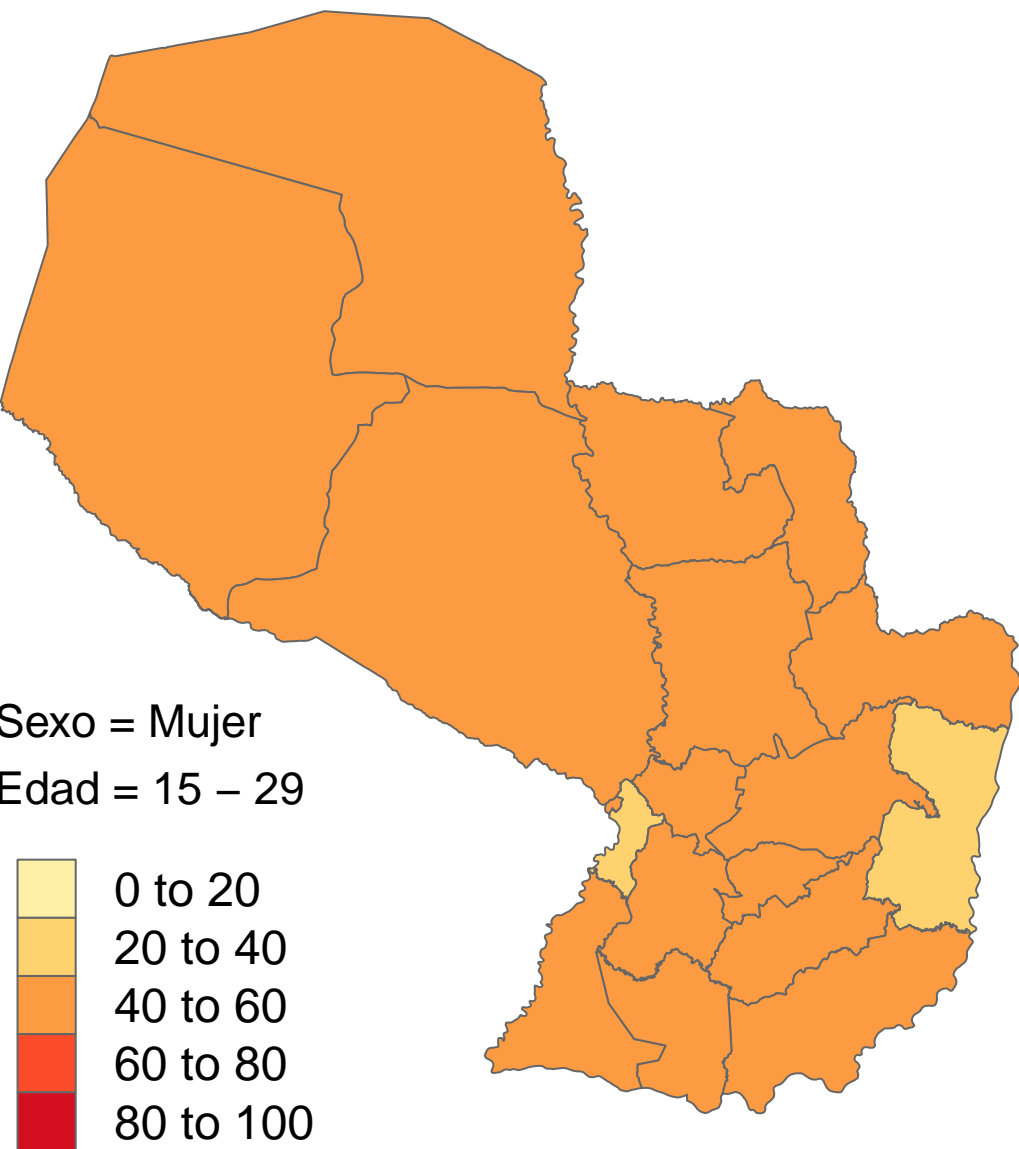 Sexo = Mujer
Edad = 15 – 29
0 to 20
20 to 40
40 to 60
60 to 80
80 to 100